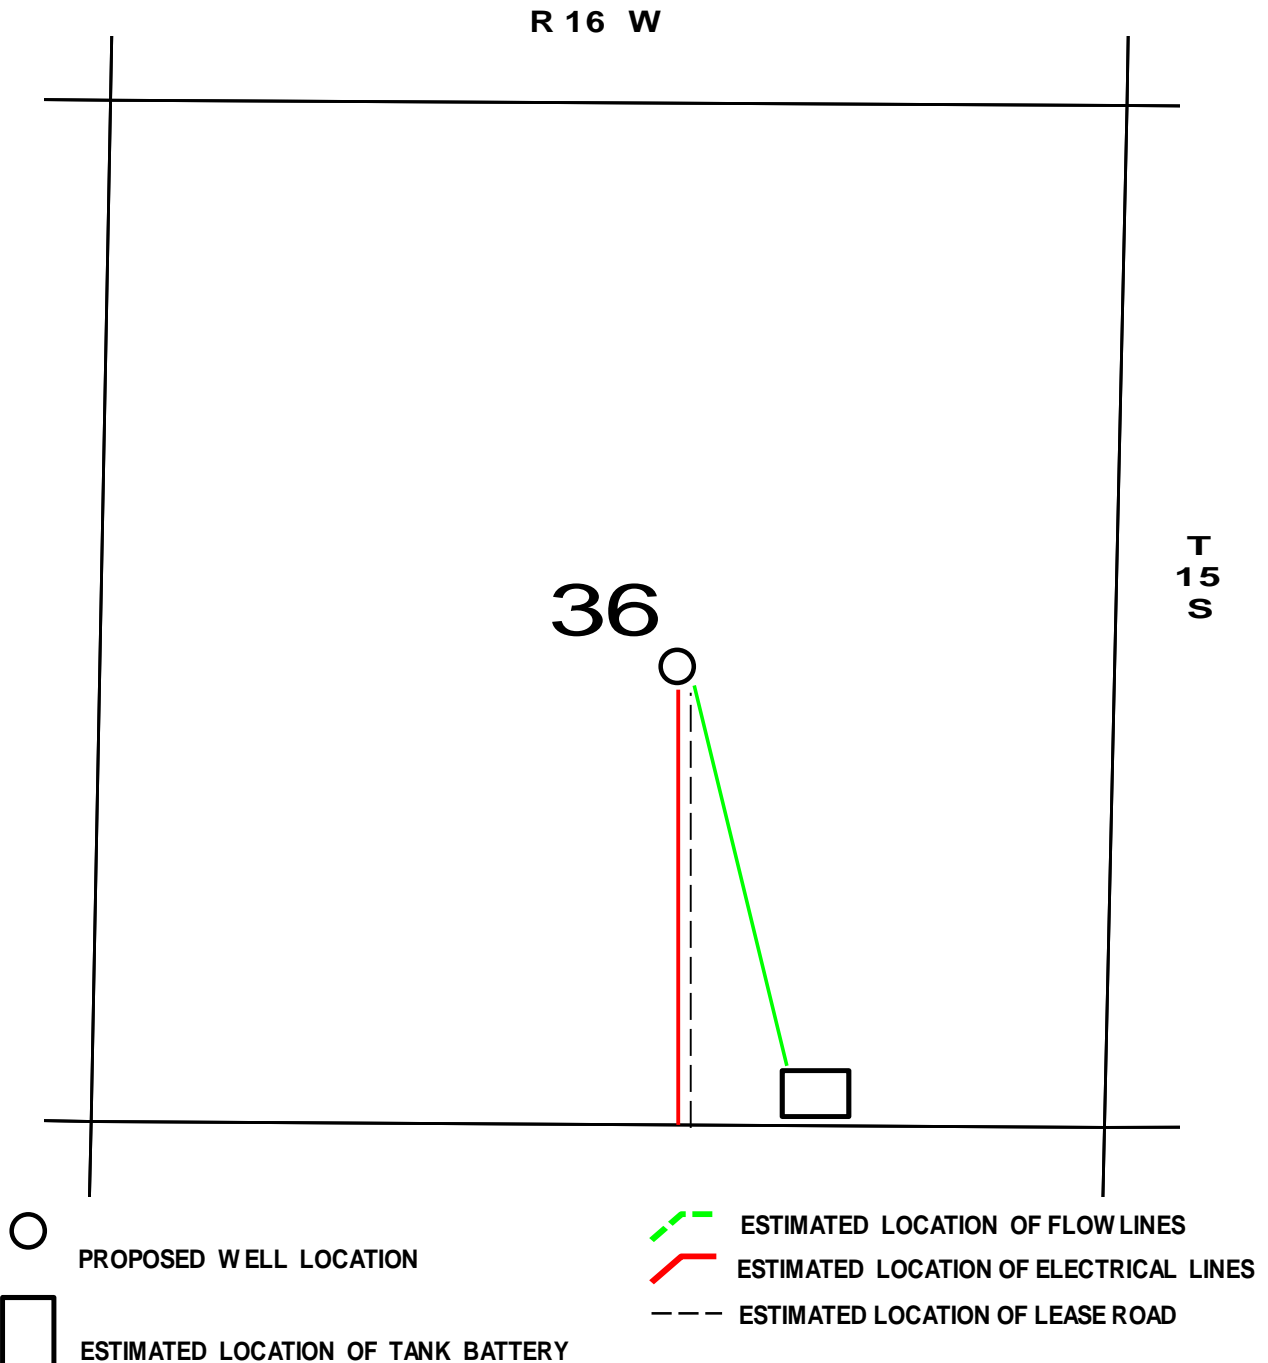 R 16 W
T
15
S
36
PROPOSED WELL LOCATION
ESTIMATED LOCATION OF TANK BATTERY
ESTIMATED LOCATION OF FLOW LINES
ESTIMATED LOCATION OF ELECTRICAL LINES
ESTIMATED LOCATION OF LEASE ROAD